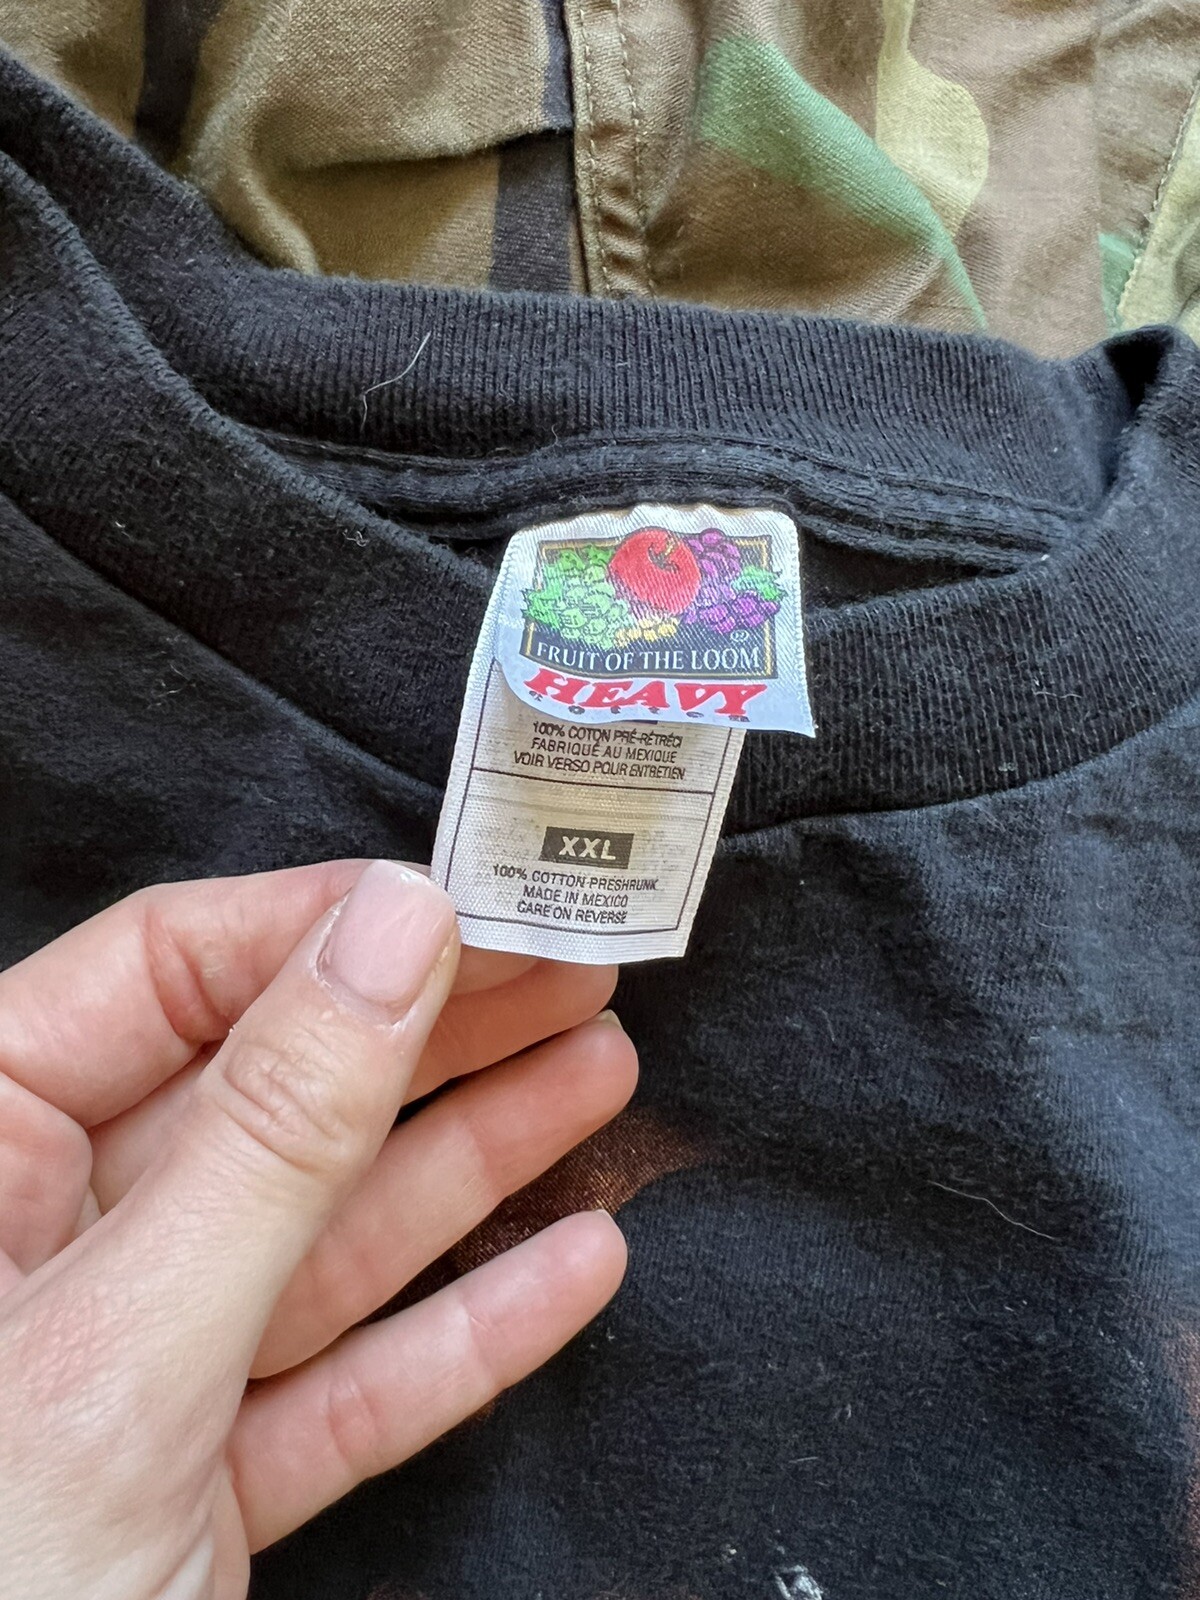 ®
FRUIT OF THE LOOM
HEAVY
cotton
100% COTON PRÉ-RÉTRÉCI
FABRIQUÉ AU MEXIQUE
VOIR VERSO POUR ENTRETIEN
XXL
100% COTTON-PRESHRUNK
MADE IN MEXICO
CARE ON REVERSE